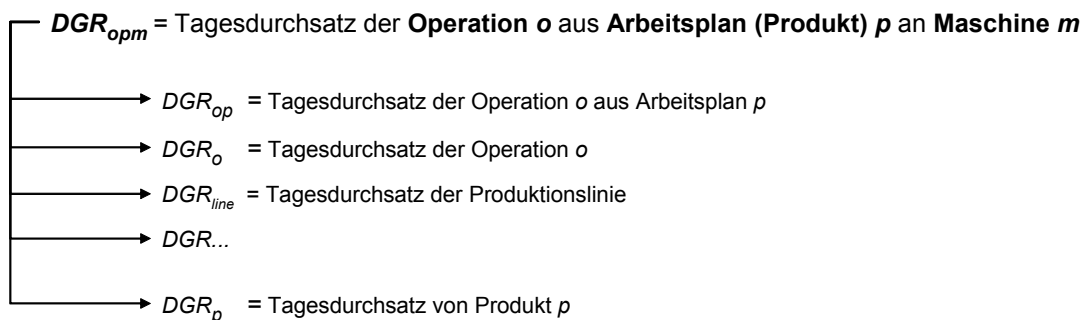 DGRopm = Tagesdurchsatz der Operation o aus Arbeitsplan (Produkt) p an Maschine m
DGRop = Tagesdurchsatz der Operation o aus Arbeitsplan p
DGRo = Tagesdurchsatz der Operation o
DGRline = Tagesdurchsatz der Produktionslinie
DGR...
DGRp = Tagesdurchsatz von Produkt p